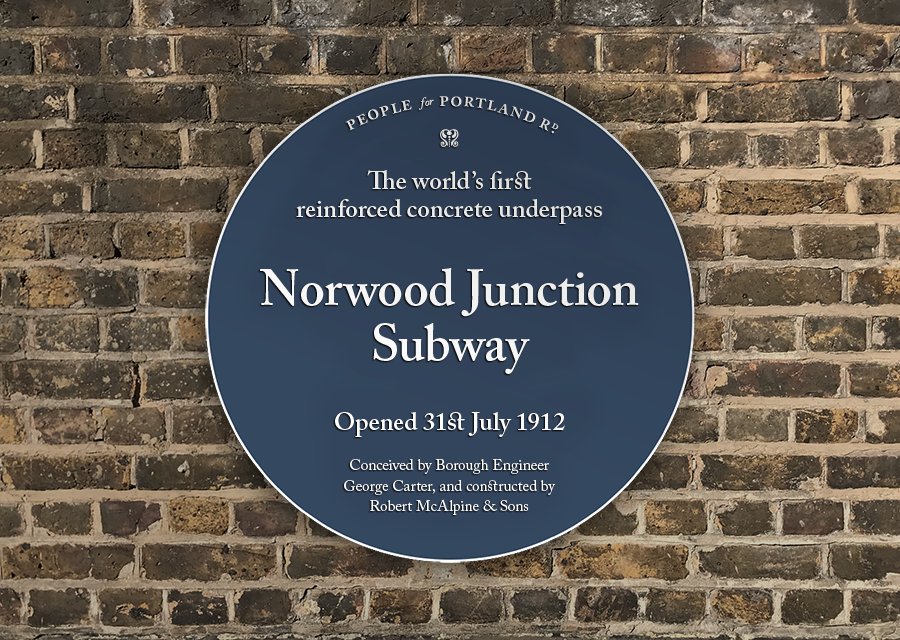 PEOPLE for PORTLAND RD
The world's first
reinforced concrete underpass
Norwood Junction
Subway
Opened 31st July 1912
Conceived by Borough Engineer
George Carter, and constructed by
Robert McAlpine & Sons